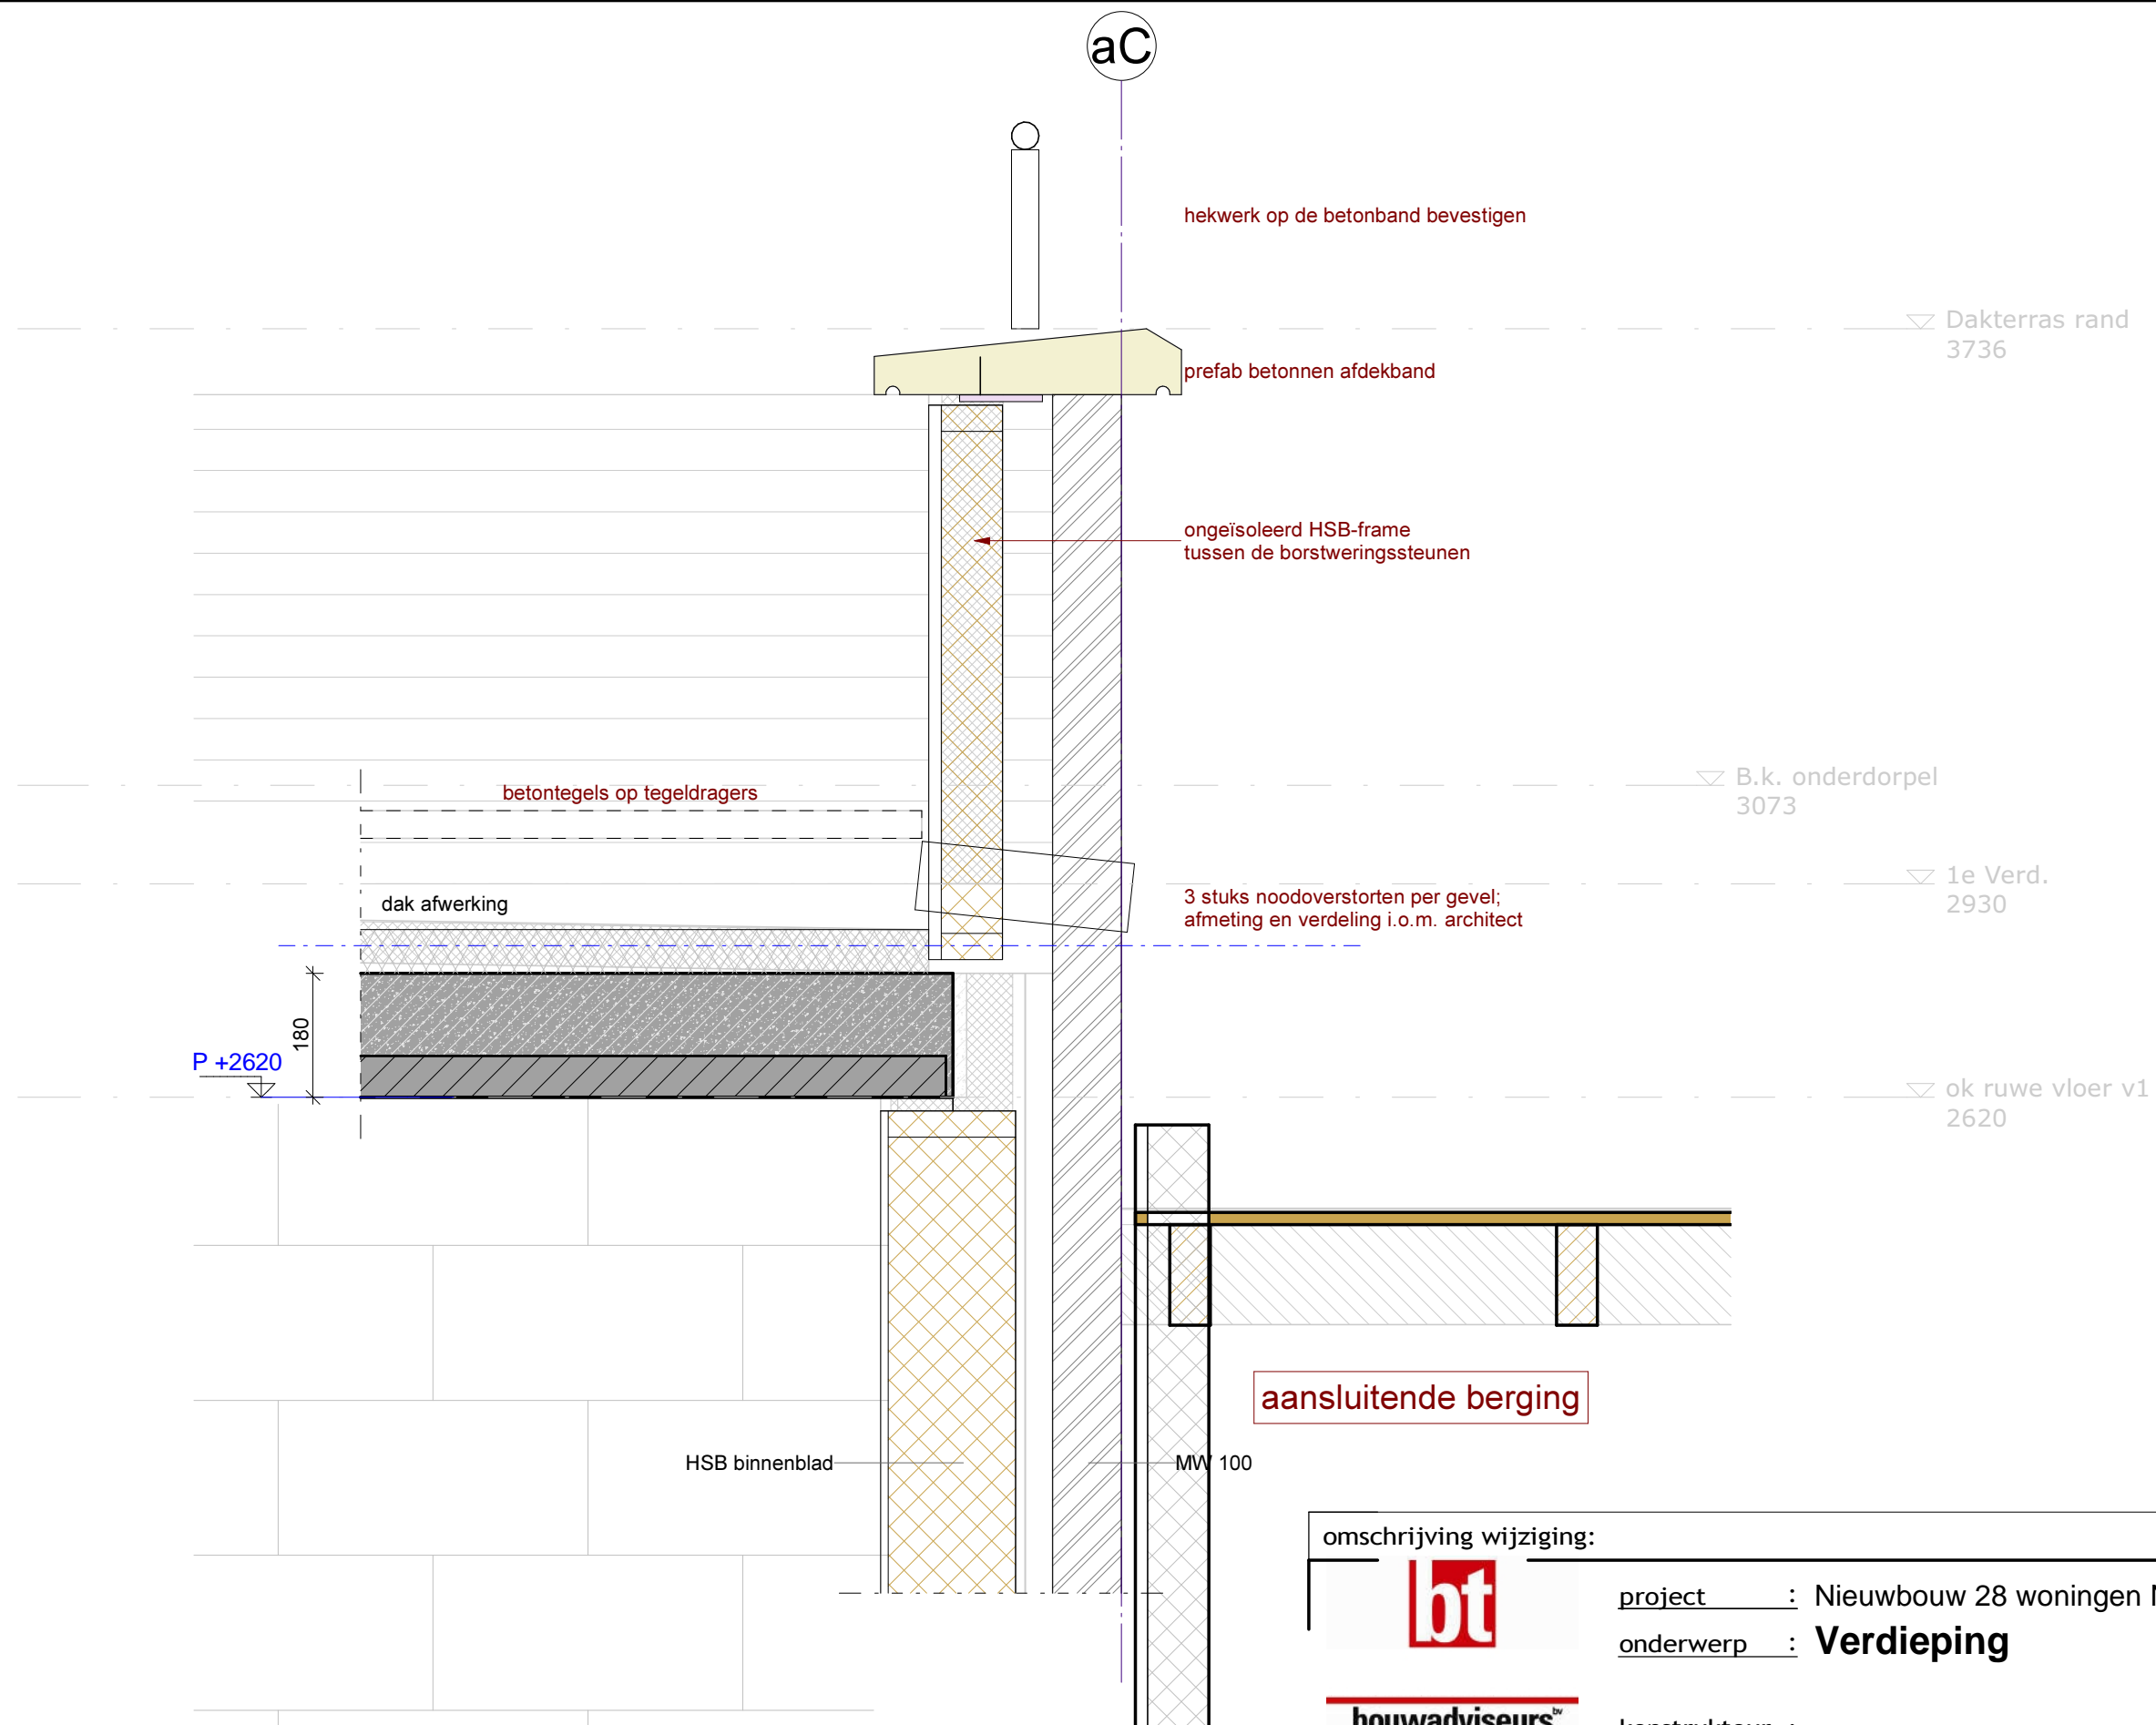 aC
hekwerk op de betonband bevestigen
Dakterras rand
3736
prefab betonnen afdekband
ongeïsoleerd HSB-frame
tussen de borstweringssteunen
B.k. onderdorpel
3073
betontegels op tegeldragers
1e Verd.
2930
dak afwerking
3 stuks noodoverstorten per gevel;
afmeting en verdeling i.o.m. architect
180
P +2620
ok ruwe vloer v1
2620
aansluitende berging
HSB binnenblad
MW 100
omschrijving wijziging:
bt
project : Nieuwbouw 28 woningen
onderwerp : Verdieping
bouwadviseurs bv
konstrukteur :